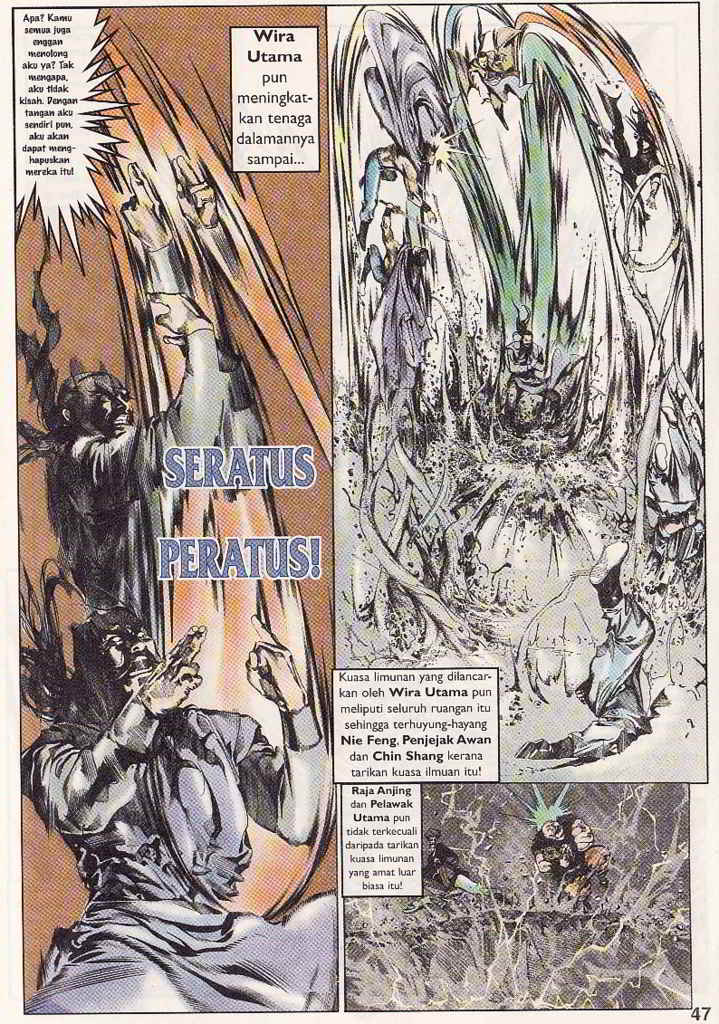 Apa? Kamu
semua juga
enggan
menolong
aku ya? Tak
mengapa,
aku tidak
kisah. Dengan
tangan aku
sendiri pun,
aku akan
dapat meng-
hapuskan
mereka itu!
Wira
Utama
pun
meningkat-
kan tenaga
dalamannya
sampai...
SERATUS
PERATUS!
Kuasa limunan yang dilancar-
kan oleh Wira Utama pun
meliputi seluruh ruangan itu
sehingga terhuyung-hayang
Nie Feng, Penjejak Awan
dan Chin Shang kerana
tarikan kuasa ilmuan itu!
Raja Anjing
dan Pelawak
Utama pun
tidak terkecuali
daripada tarikan
kuasa limunan
yang amat luar
biasa itu!
47